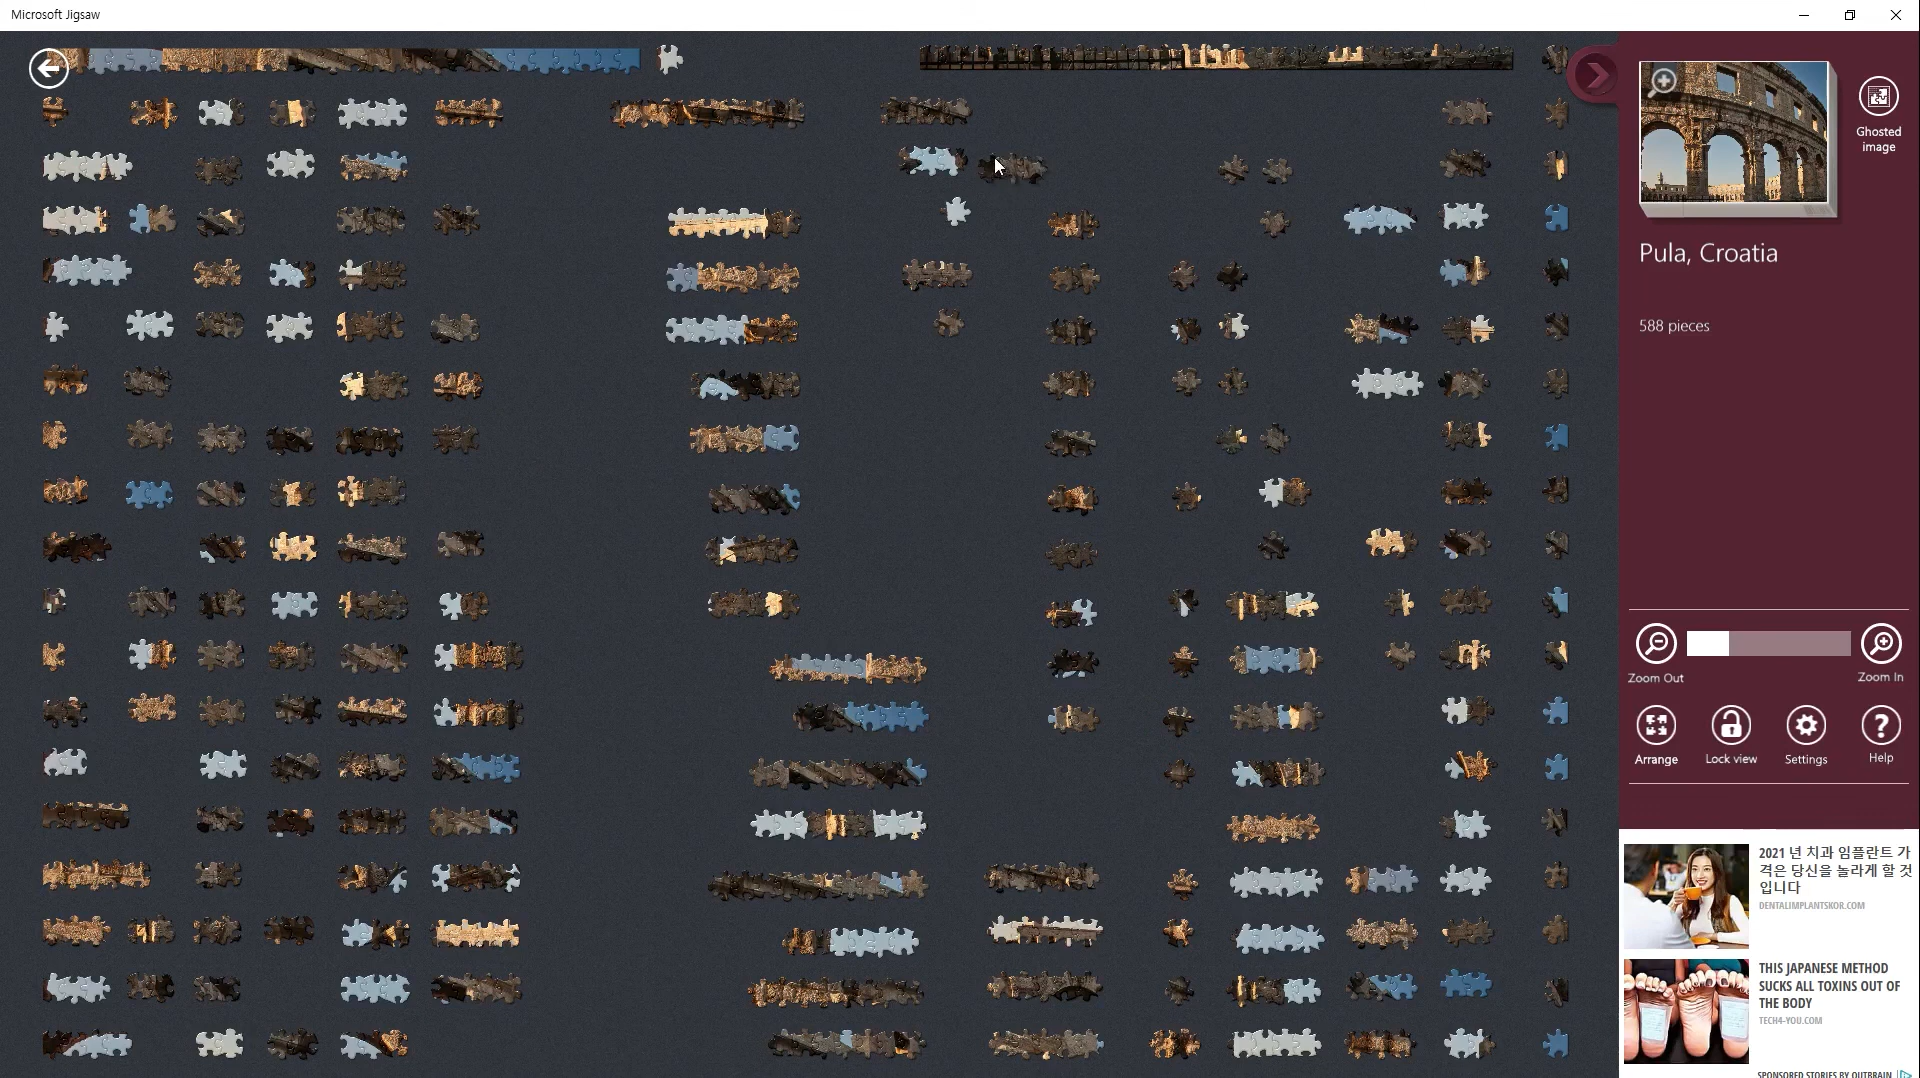 Microsoft Jigsaw
Ghosted
image
Pula, Croatia
588 pieces
Zoom Out
Zoom In
Arrange
Lock view
Settings
Help
2021 년 치과 임플란트 가
격은 당신을 놀라게 할 것
입니다
DENTALIMPLANTSKOR.COM
THIS JAPANESE METHOD
SUCKS ALL TOXINS OUT OF
THE BODY
TECH4-YOU.COM
SPONSORED STORIES BY OUTBRAIN